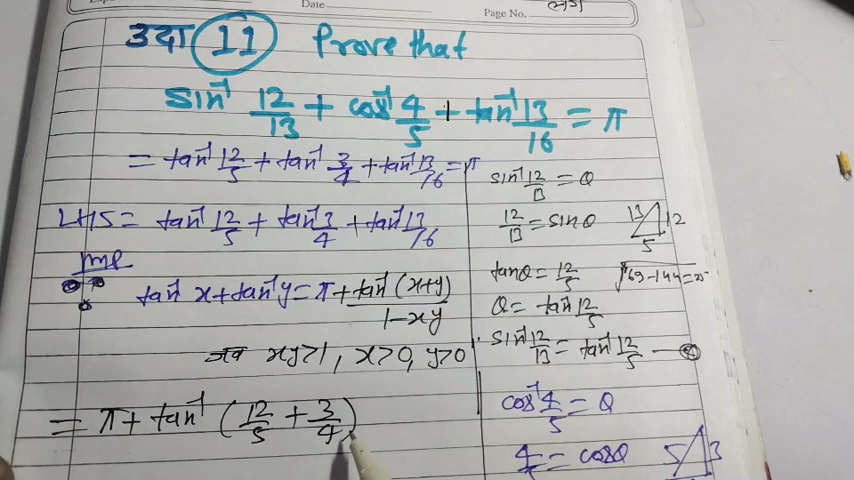 Date
Page No.
उदा 11 Prove that
sin⁻¹ 12/13 + cos⁻¹ 4/5 + tan⁻¹ 13/16 = π
= tan⁻¹ 12/5 + tan⁻¹ 3/4 + tan⁻¹ 13/16 = π
LHS = tan⁻¹ 12/5 + tan⁻¹ 3/4 + tan⁻¹ 13/16
Imp
tan⁻¹ x + tan⁻¹ y = π + tan⁻¹ (x+y)/1-xy
जब xy>1, x>0, y>0
= π + tan⁻¹ (12/5 + 3/4)
sin⁻¹ 12/13 = Q
12/13 = sinθ 13 12 5
tanθ = 12/5
Q = tan⁻¹ 12/5
sin⁻¹ 12/13 = tan⁻¹ 12/5
cos⁻¹ 4/5 = Q
4 = cosθ 5 3